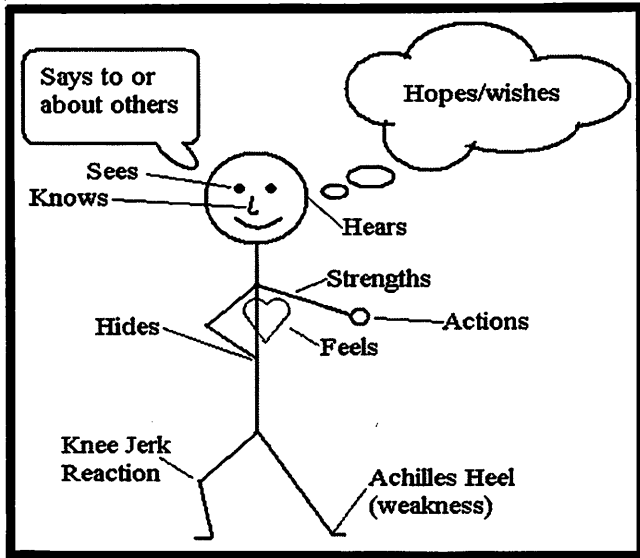 Says to or
about others
Hopes/wishes
Sees
Knows
Hears
Strengths
Hides
Actions
Feels
Knee Jerk
Reaction
Achilles Heel
(weakness)